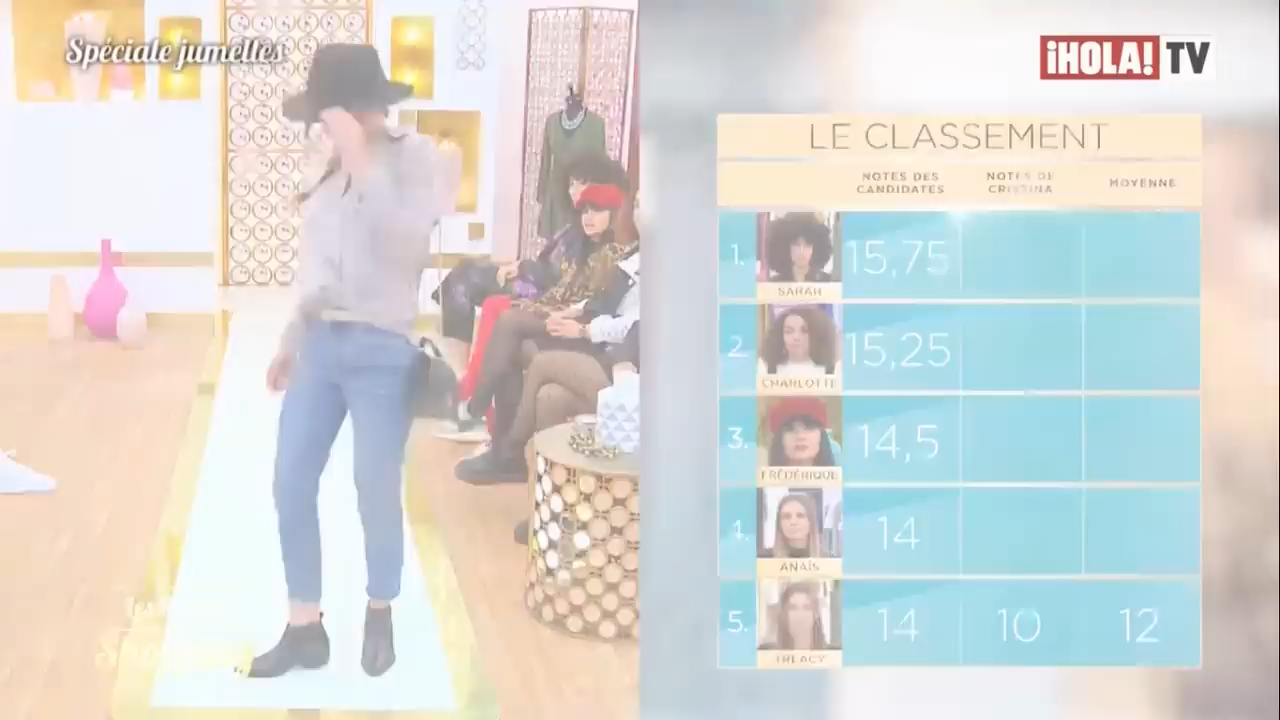 Spéciale jumelles
¡HOLA! TV
LE CLASSEMENT
NOTES DES CANDIDATES
NOTES DE CRISTINA
MOYENNE
1. 15,75
SARAH
2. 15,25
CHARLOTTE
3. 14,5
FRÉDÉRIQUE
4. 14
ANAÏS
5. 14 10 12
TREACY